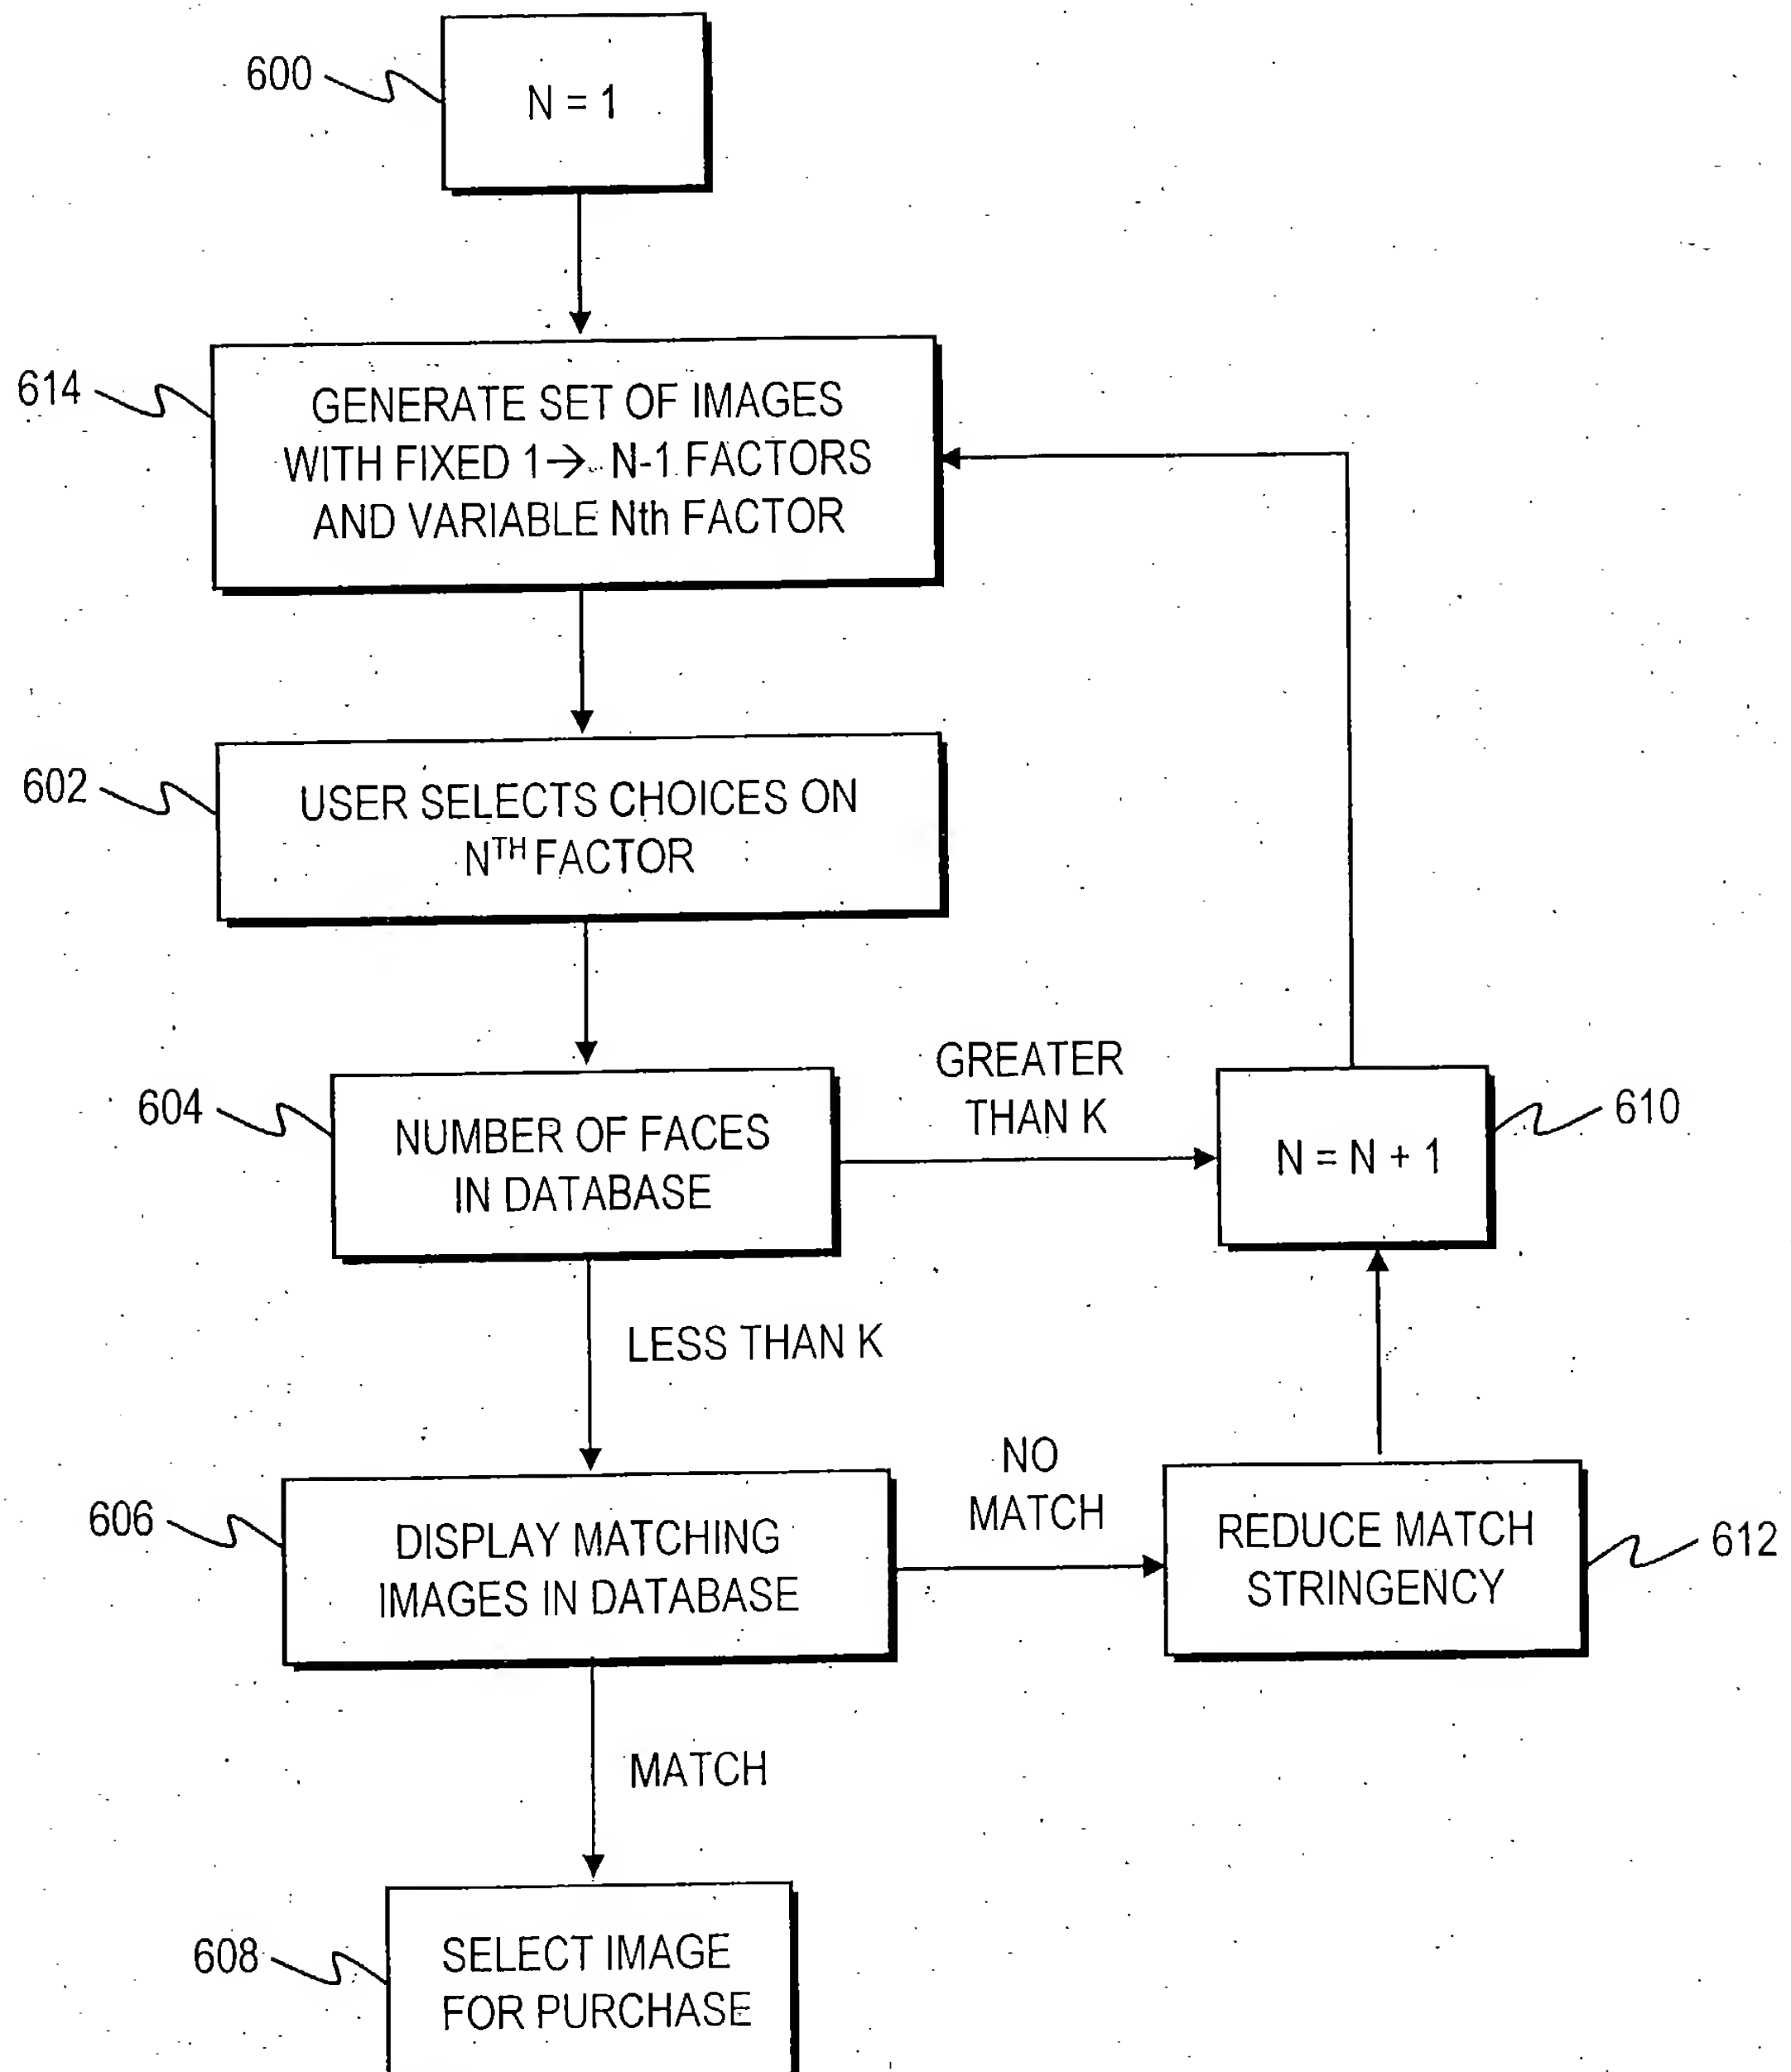 600
N = 1
614
GENERATE SET OF IMAGES
WITH FIXED 1→ N-1 FACTORS
AND VARIABLE Nth FACTOR
602
USER SELECTS CHOICES ON
Nᵀᴴ FACTOR
604
NUMBER OF FACES
IN DATABASE
GREATER
THAN K
N = N + 1
610
LESS THAN K
606
DISPLAY MATCHING
IMAGES IN DATABASE
NO
MATCH
REDUCE MATCH
STRINGENCY
612
MATCH
608
SELECT IMAGE
FOR PURCHASE